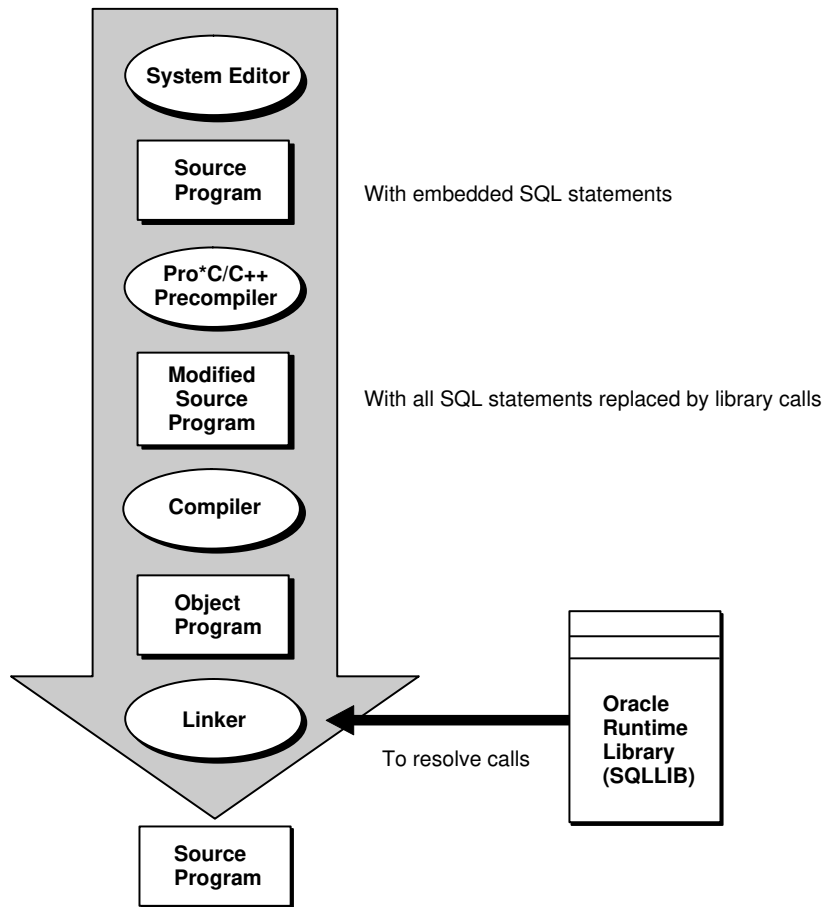 System Editor
Source
Program
With embedded SQL statements
Pro*C/C++
Precompiler
Modified
Source
Program
With all SQL statements replaced by library calls
Compiler
Object
Program
Linker
To resolve calls
Oracle
Runtime
Library
(SQLLIB)
Source
Program